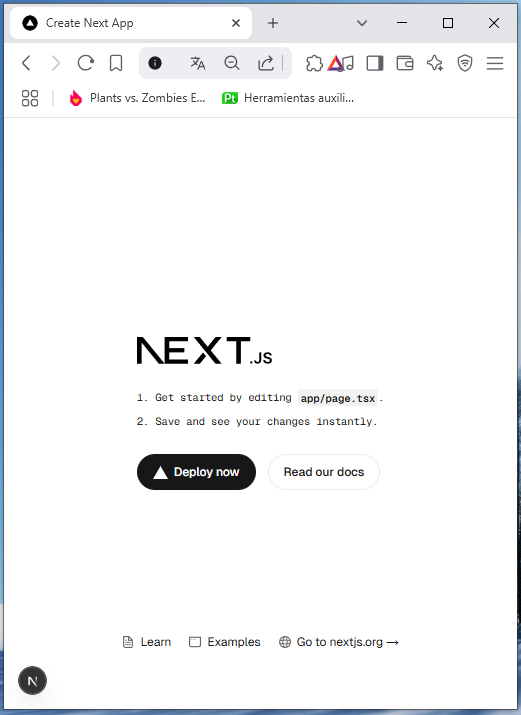 Create Next App
Plants vs. Zombies E...
Pt
Herramientas auxili...
NEXT.JS
1. Get started by editing app/page.tsx.
2. Save and see your changes instantly.
Deploy now
Read our docs
Learn
Examples
Go to nextjs.org →
N